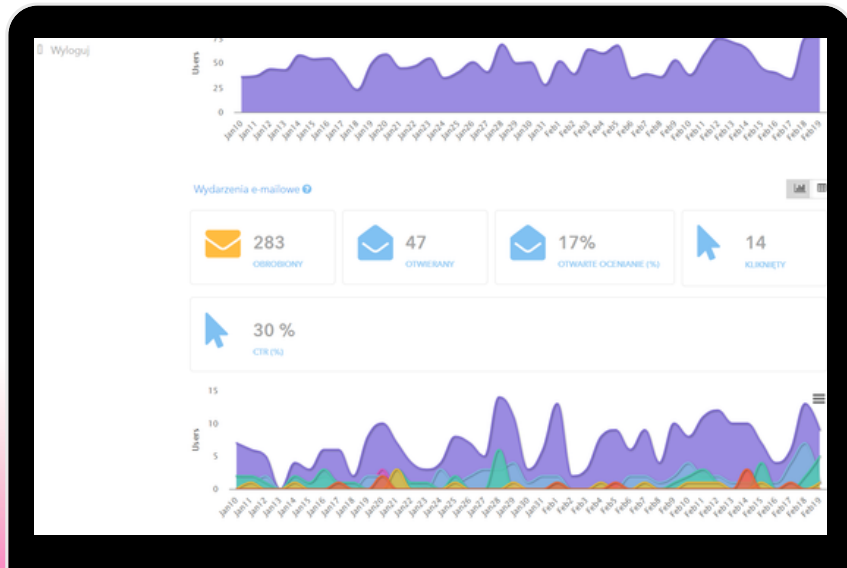 Wyloguj
75
50
25
0
Users
Jan10 Jan11 Jan12 Jan13 Jan14 Jan15 Jan16 Jan17 Jan18 Jan19 Jan20 Jan21 Jan22 Jan23 Jan24 Jan25 Jan26 Jan27 Jan28 Jan29 Jan30 Jan31 Feb1 Feb2 Feb3 Feb4 Feb5 Feb6 Feb7 Feb8 Feb9 Feb10 Feb11 Feb12 Feb13 Feb14 Feb15 Feb16 Feb17 Feb18 Feb19
Wydarzenia e-mailowe
283
OBROBIONY
47
OTWIERANY
17%
OTWARTE OCENIANIE (%)
14
KLIKNIĘTY
30 %
CTR (%)
15
10
5
0
Users
Jan10 Jan11 Jan12 Jan13 Jan14 Jan15 Jan16 Jan17 Jan18 Jan19 Jan20 Jan21 Jan22 Jan23 Jan24 Jan25 Jan26 Jan27 Jan28 Jan29 Jan30 Jan31 Feb1 Feb2 Feb3 Feb4 Feb5 Feb6 Feb7 Feb8 Feb9 Feb10 Feb11 Feb12 Feb13 Feb14 Feb15 Feb16 Feb17 Feb18 Feb19